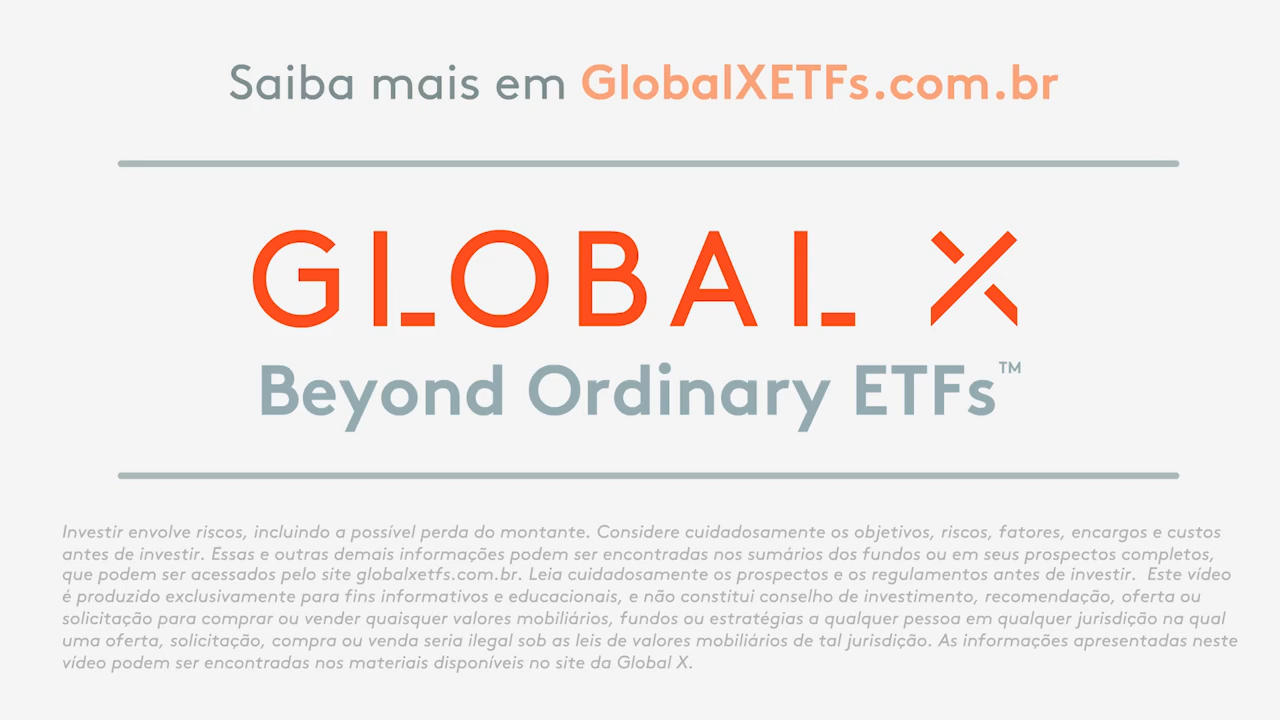 Saiba mais em GlobalXETFs.com.br
GLOBAL X
Beyond Ordinary ETFs™
Investir envolve riscos, incluindo a possível perda do montante. Considere cuidadosamente os objetivos, riscos, fatores, encargos e custos
antes de investir. Essas e outras demais informações podem ser encontradas nos sumários dos fundos ou em seus prospectos completos,
que podem ser acessados pelo site globalxetfs.com.br. Leia cuidadosamente os prospectos e os regulamentos antes de investir.  Este vídeo
é produzido exclusivamente para fins informativos e educacionais, e não constitui conselho de investimento, recomendação, oferta ou
solicitação para comprar ou vender quaisquer valores mobiliários, fundos ou estratégias a qualquer pessoa em qualquer jurisdição na qual
uma oferta, solicitação, compra ou venda seria ilegal sob as leis de valores mobiliários de tal jurisdição. As informações apresentadas neste
vídeo podem ser encontradas nos materiais disponíveis no site da Global X.